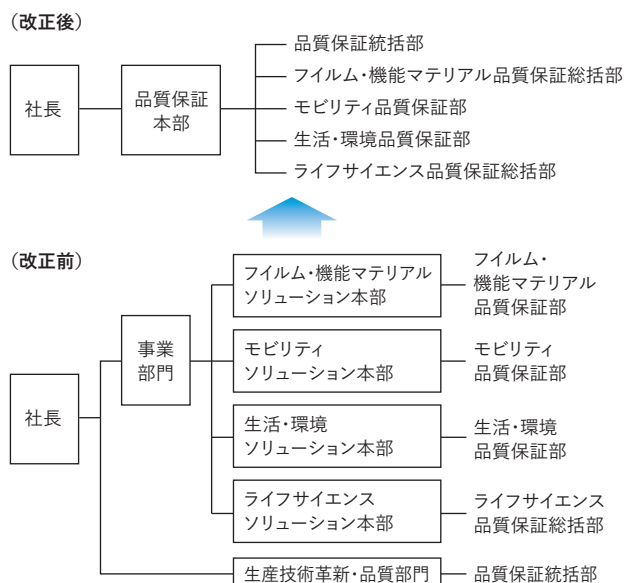 (改正後)
品質保証統括部
フイルム・機能マテリアル品質保証総括部
社長
品質保証
本部
モビリティ品質保証部
生活・環境品質保証部
ライフサイエンス品質保証総括部
(改正前)
フイルム・機能マテリアル
ソリューション本部
フイルム・
機能マテリアル
品質保証部
事業
部門
モビリティ
ソリューション本部
モビリティ
品質保証部
社長
生活・環境
ソリューション本部
生活・環境
品質保証部
ライフサイエンス
ソリューション本部
ライフサイエンス
品質保証総括部
生産技術革新・品質部門
品質保証統括部